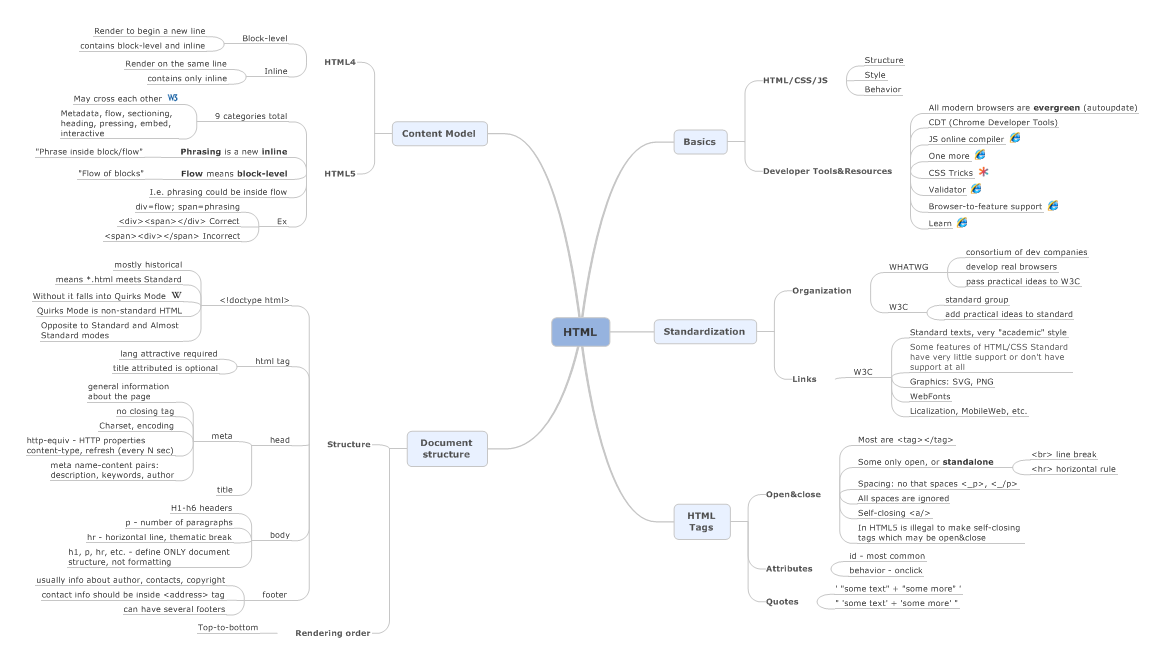 HTML
Content Model
HTML4
Block-level
Render to begin a new line
contains block-level and inline
Inline
Render on the same line
contains only inline
HTML5
9 categories total
May cross each other
Metadata, flow, sectioning,
heading, pressing, embed,
interactive
Phrasing is a new inline
"Phrase inside block/flow"
Flow means block-level
"Flow of blocks"
I.e. phrasing could be inside flow
Ex
div=flow; span=phrasing
<div><span></div> Correct
<span><div></span> Incorrect
Document
structure
Structure
<!doctype html>
mostly historical
means *.html meets Standard
Without it falls into Quirks Mode W
Quirks Mode is non-standard HTML
Opposite to Standard and Almost
Standard modes
html tag
lang attractive required
title attributed is optional
head
meta
general information
about the page
no closing tag
Charset, encoding
http-equiv - HTTP properties
content-type, refresh (every N sec)
meta name-content pairs:
description, keywords, author
title
body
H1-h6 headers
p - number of paragraphs
hr - horizontal line, thematic break
h1, p, hr, etc. - define ONLY document
structure, not formatting
footer
usually info about author, contacts, copyright
contact info should be inside <address> tag
can have several footers
Rendering order
Top-to-bottom
Basics
HTML/CSS/JS
Structure
Style
Behavior
Developer Tools&Resources
All modern browsers are evergreen (autoupdate)
CDT (Chrome Developer Tools)
JS online compiler
One more
CSS Tricks
Validator
Browser-to-feature support
Learn
Standardization
Organization
WHATWG
consortium of dev companies
develop real browsers
pass practical ideas to W3C
W3C
standard group
add practical ideas to standard
Links
W3C
Standard texts, very "academic" style
Some features of HTML/CSS Standard
have very little support or don't have
support at all
Graphics: SVG, PNG
WebFonts
Licalization, MobileWeb, etc.
HTML
Tags
Open&close
Most are <tag></tag>
Some only open, or standalone
<br> line break
<hr> horizontal rule
Spacing: no that spaces <_p>, <_/p>
All spaces are ignored
Self-closing <a/>
In HTML5 is illegal to make self-closing
tags which may be open&close
Attributes
id - most common
behavior - onclick
Quotes
' "some text" + "some more" '
" 'some text' + 'some more' "